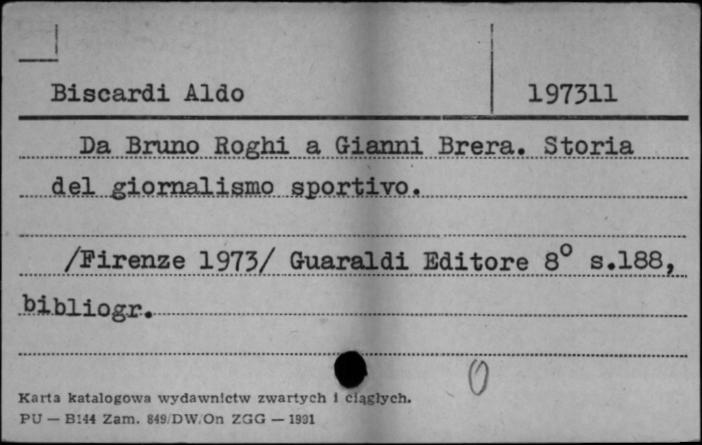 Biscardi Aldo 197311
Da Bruno Roghi a Gianni Brera. Storia
del giornalismo sportivo.
/Firenze 1973/ Guaraldi Editore 8° s.188,
bibliogr.
0
Karta katalogowa wydawnictw zwartych i ciągłych.
PU — B144 Zam. 849/DW/On ZGG — 1991